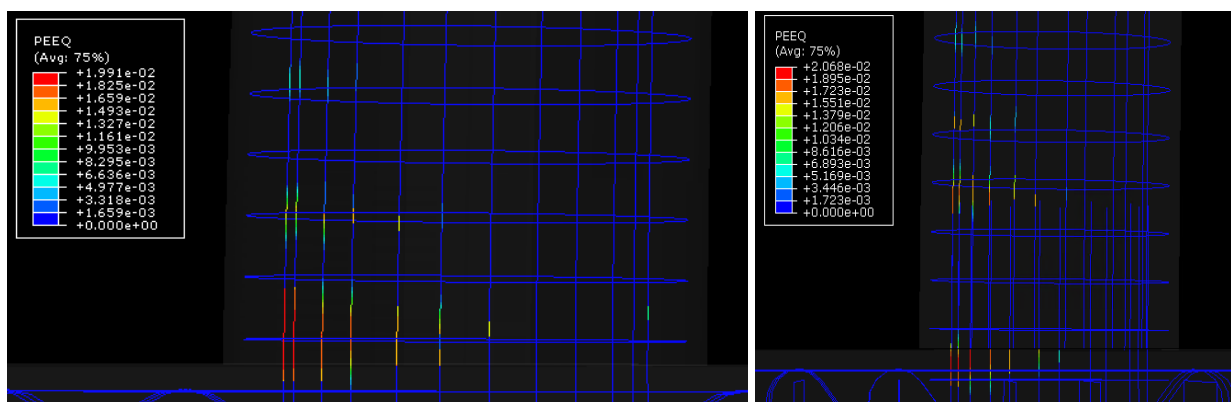 PEEQ
(Avg: 75%)
+1.991e-02
+1.825e-02
+1.659e-02
+1.493e-02
+1.327e-02
+1.161e-02
+9.953e-03
+8.295e-03
+6.636e-03
+4.977e-03
+3.318e-03
+1.659e-03
+0.000e+00
PEEQ
(Avg: 75%)
+2.068e-02
+1.895e-02
+1.723e-02
+1.551e-02
+1.379e-02
+1.206e-02
+1.034e-02
+8.616e-03
+6.893e-03
+5.169e-03
+3.446e-03
+1.723e-03
+0.000e+00